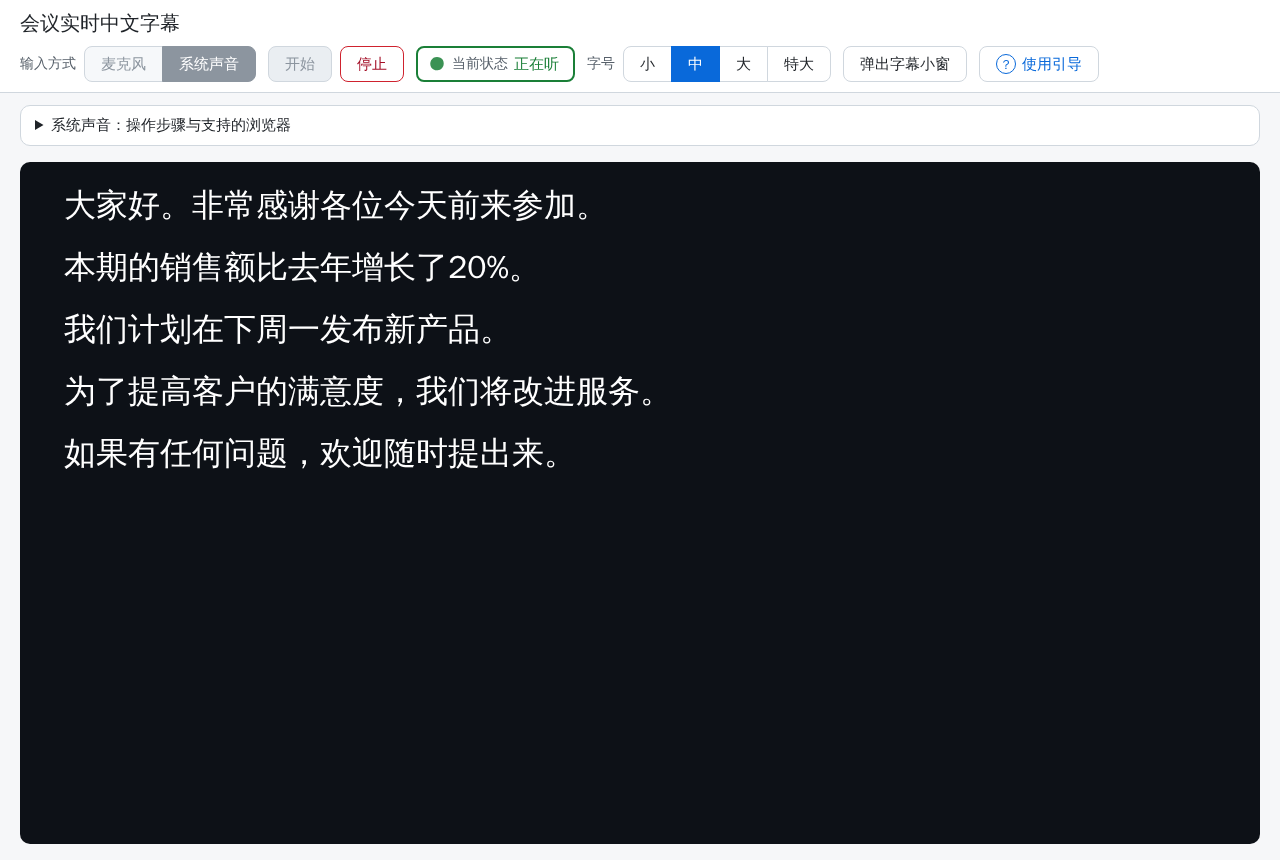 会议实时中文字幕
输入方式 麦克风 系统声音 开始 停止 当前状态 正在听 字号 小 中 大 特大 弹出字幕小窗 ? 使用引导
▶ 系统声音：操作步骤与支持的浏览器
大家好。非常感谢各位今天前来参加。
本期的销售额比去年增长了20%。
我们计划在下周一发布新产品。
为了提高客户的满意度，我们将改进服务。
如果有任何问题，欢迎随时提出来。